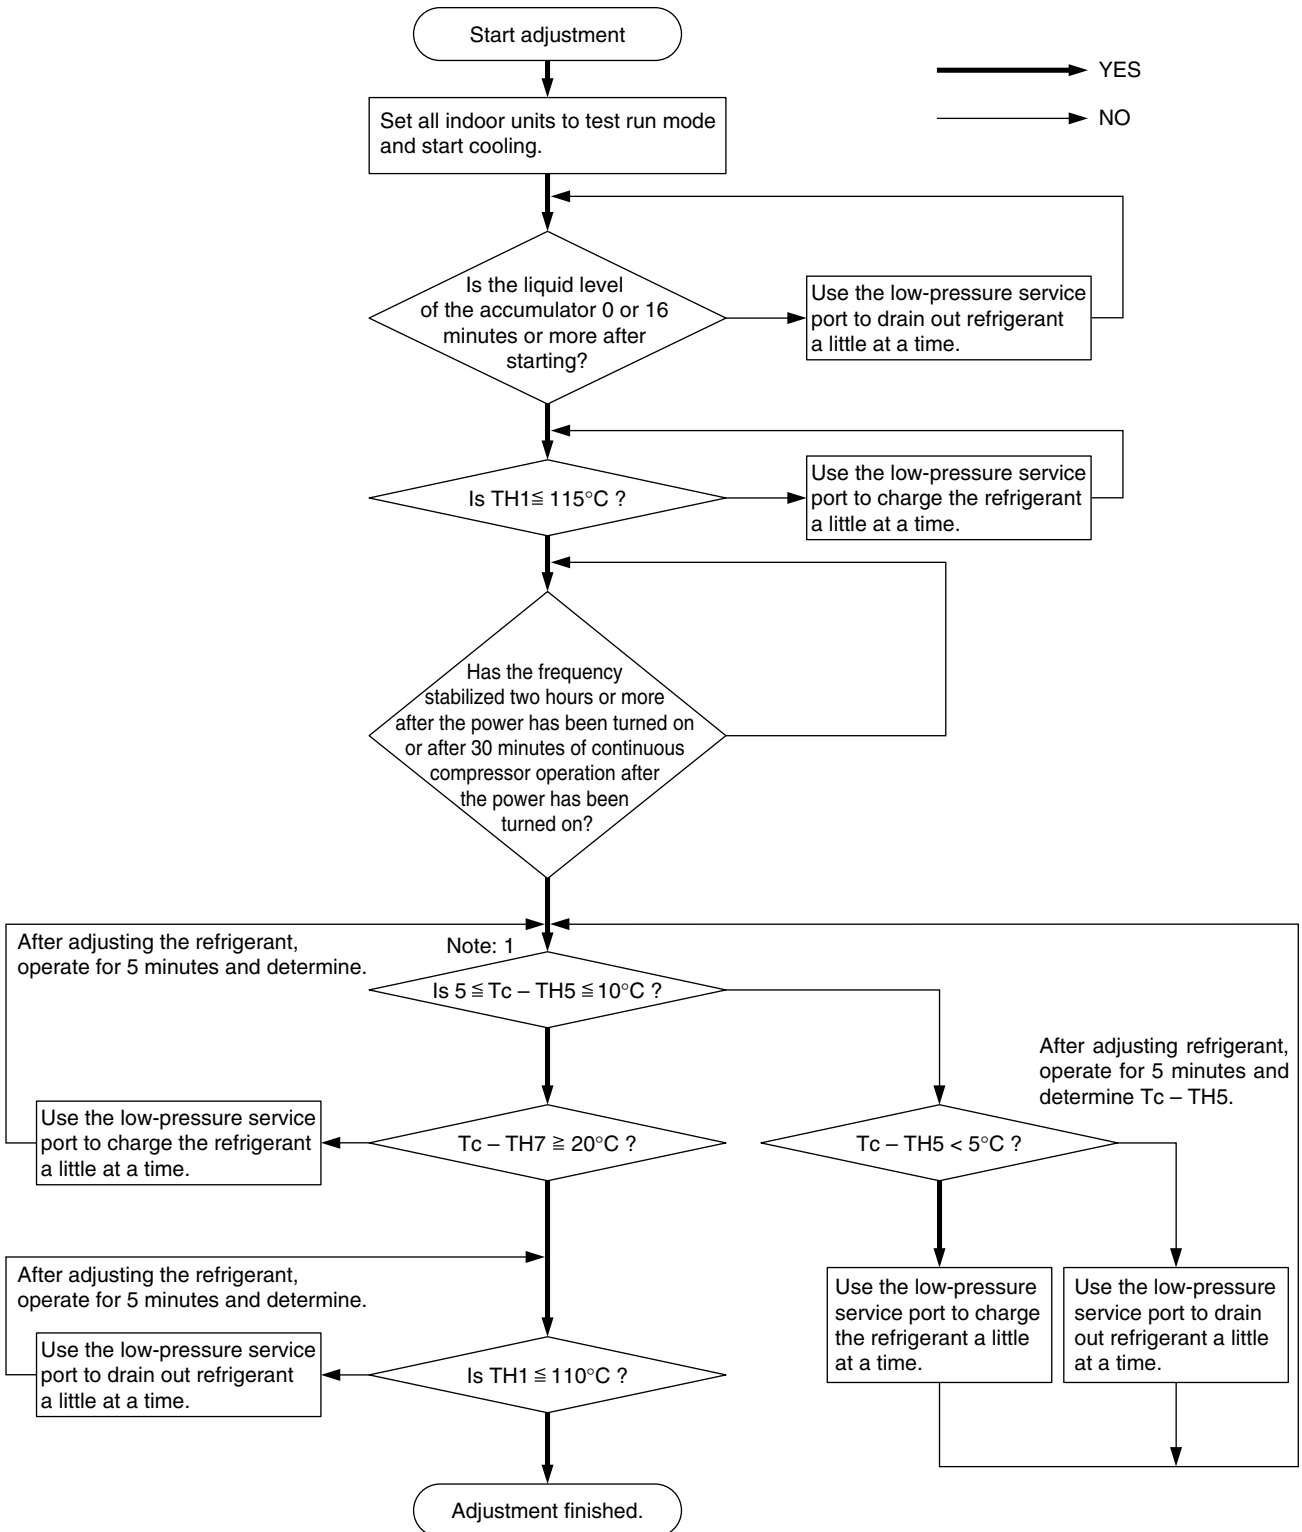 Start adjustment
YES
NO
Set all indoor units to test run mode
and start cooling.
Is the liquid level
of the accumulator 0 or 16
minutes or more after
starting?
Use the low-pressure service
port to drain out refrigerant
a little at a time.
Is TH1≦ 115°C ?
Use the low-pressure service
port to charge the refrigerant
a little at a time.
Has the frequency
stabilized two hours or more
after the power has been turned on
or after 30 minutes of continuous
compressor operation after
the power has been
turned on?
After adjusting the refrigerant,
operate for 5 minutes and determine.
Note: 1
Is 5 ≦ Tc – TH5 ≦ 10°C ?
After adjusting refrigerant,
operate for 5 minutes and
determine Tc – TH5.
Use the low-pressure service
port to charge the refrigerant
a little at a time.
Tc – TH7 ≧ 20°C ?
Tc – TH5 < 5°C ?
After adjusting the refrigerant,
operate for 5 minutes and determine.
Use the low-pressure
service port to charge
the refrigerant a little
at a time.
Use the low-pressure
service port to drain
out refrigerant a little
at a time.
Use the low-pressure service
port to drain out refrigerant
a little at a time.
Is TH1 ≦ 110°C ?
Adjustment finished.